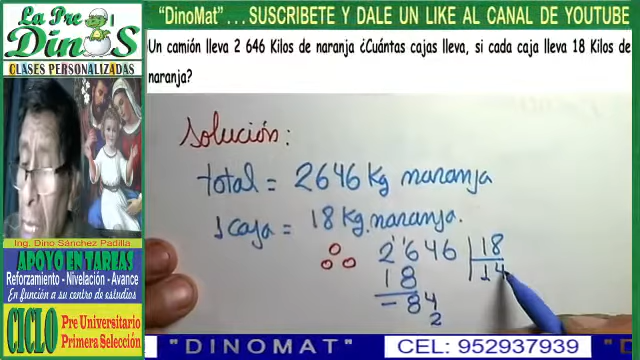 La Pre
DinoS
CLASES PERSONALIZADAS
"DinoMat"...SUSCRIBETE Y DALE UN LIKE AL CANAL DE YOUTUBE
Un camión lleva 2 646 Kilos de naranja ¿Cuántas cajas lleva, si cada caja lleva 18 Kilos de
naranja?
Solución:
total = 2646 Kg naranja
1 caja = 18 Kg. naranja.
2646 | 18
18 14
- 84
2
Ing. Dino Sánchez Padilla
APOYO EN TAREAS
Reforzamiento - Nivelación - Avance
En función a su centro de estudios
CICLO Pre Universitario
Primera Selección
"DINOMAT" CEL: 952937939